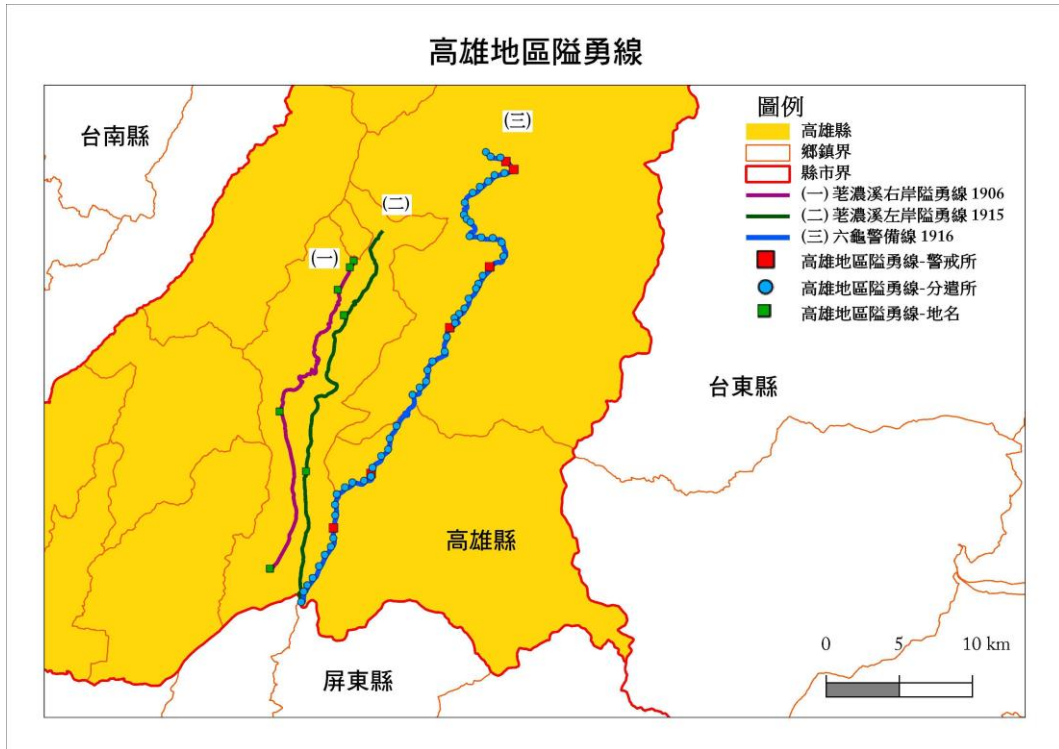 高雄地區隘勇線
台南縣
(三)
(二)
(一)
圖例
高雄縣
鄉鎮界
縣市界
(一) 荖濃溪右岸隘勇線 1906
(二) 荖濃溪左岸隘勇線 1915
(三) 六龜警備線 1916
高雄地區隘勇線-警戒所
高雄地區隘勇線-分遣所
高雄地區隘勇線-地名
台東縣
高雄縣
屏東縣
0 5 10 km